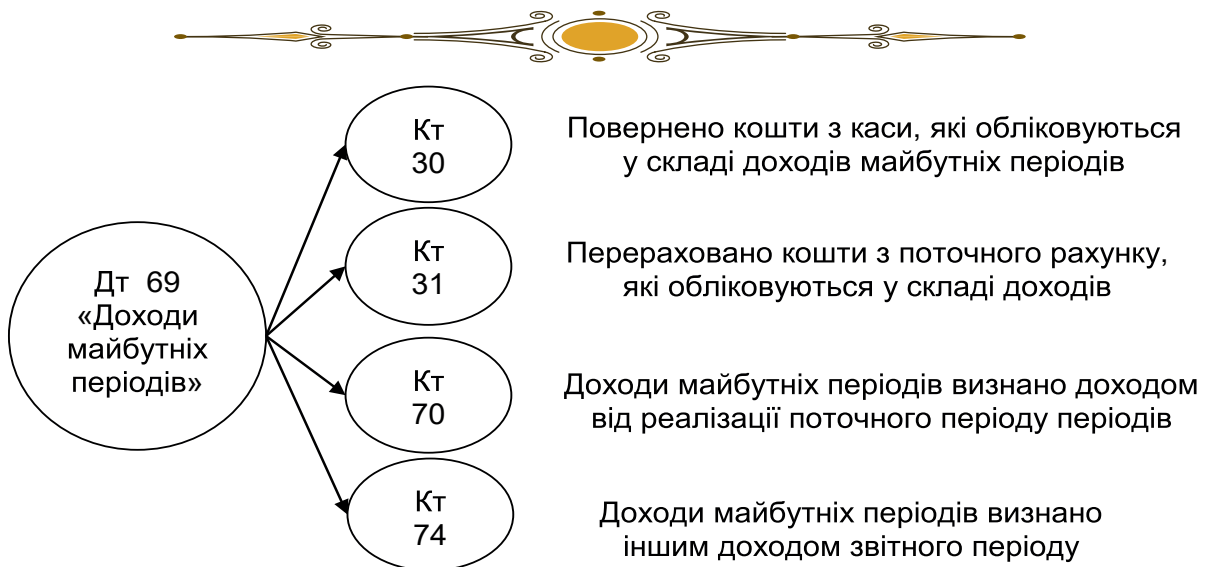 Кт
30
Повернено кошти з каси, які обліковуються
у складі доходів майбутніх періодів
Дт 69
«Доходи
майбутніх
періодів»
Кт
31
Перераховано кошти з поточного рахунку,
які обліковуються у складі доходів
Кт
70
Доходи майбутніх періодів визнано доходом
від реалізації поточного періоду періодів
Кт
74
Доходи майбутніх періодів визнано
іншим доходом звітного періоду